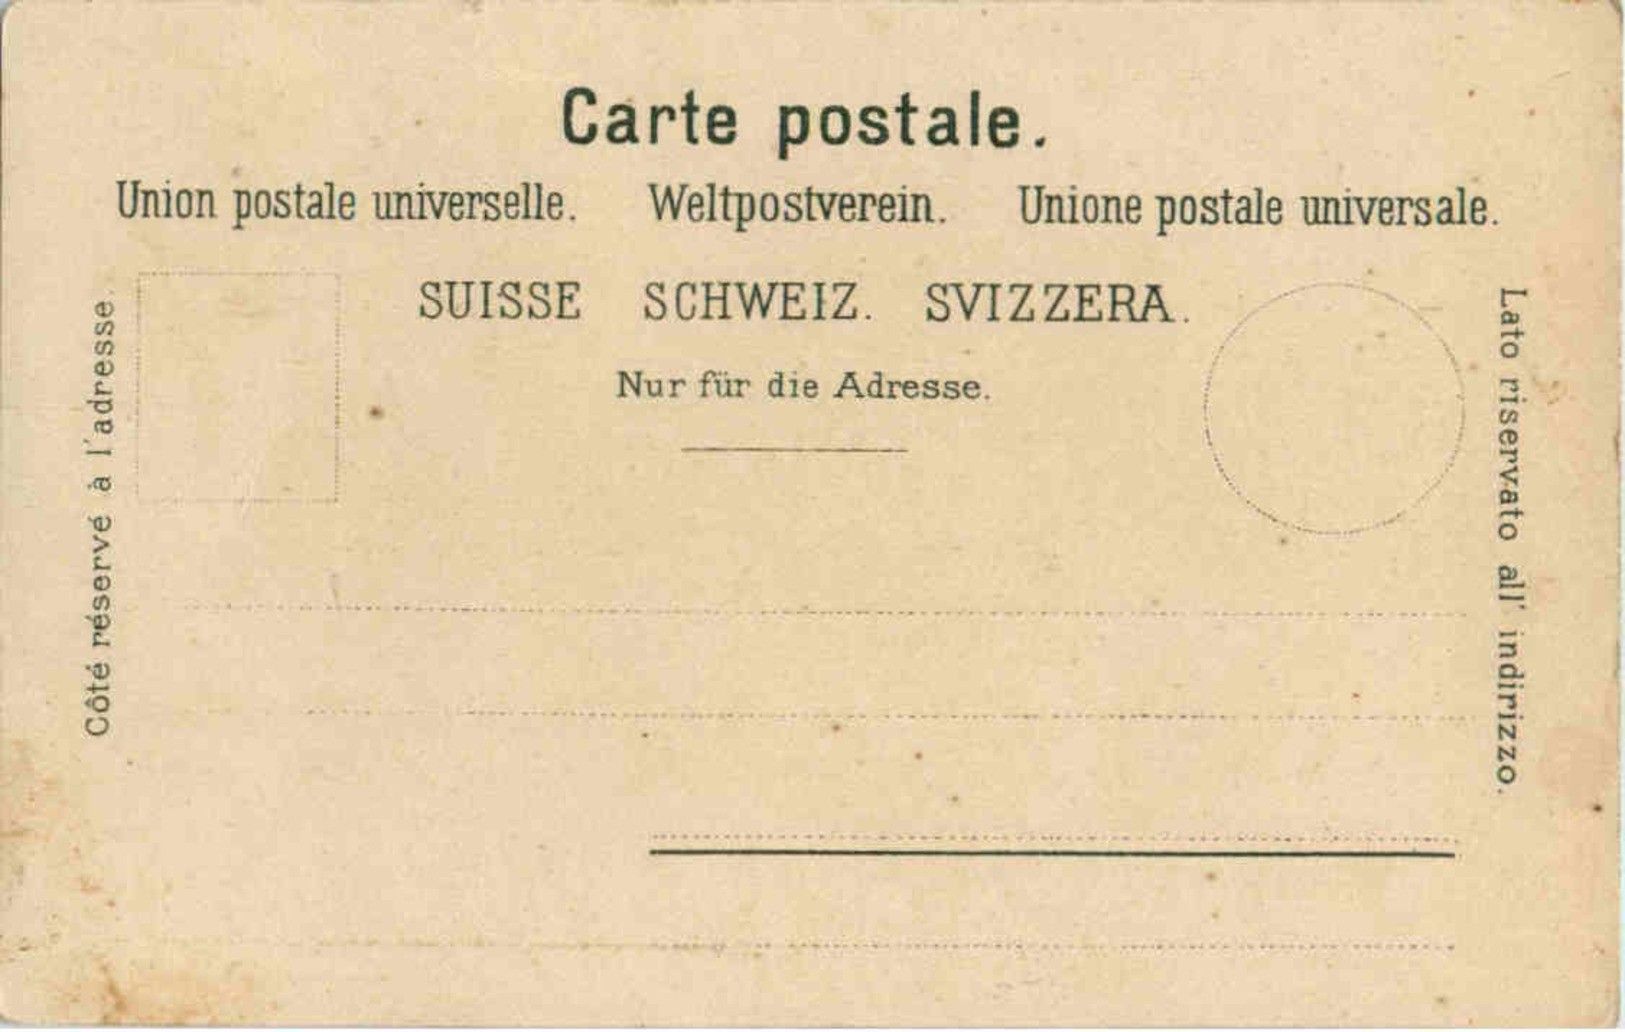 Carte postale.
Union postale universelle. Weltpostverein. Unione postale universale.
SUISSE SCHWEIZ. SVIZZERA.
Nur für die Adresse.
Côté réservé à l'adresse.
Lato riservato all' indirizzo.